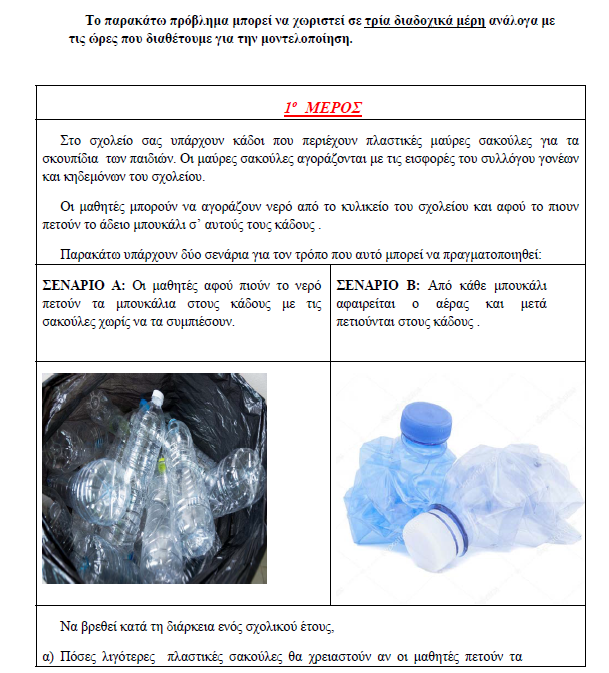 Το παρακάτω πρόβλημα μπορεί να χωριστεί σε τρία διαδοχικά μέρη ανάλογα με
τις ώρες που διαθέτουμε για την μοντελοποίηση.
1ο ΜΕΡΟΣ
Στο σχολείο σας υπάρχουν κάδοι που περιέχουν πλαστικές μαύρες σακούλες για τα
σκουπίδια των παιδιών. Οι μαύρες σακούλες αγοράζονται με τις εισφορές του συλλόγου γονέων
και κηδεμόνων του σχολείου.
Οι μαθητές μπορούν να αγοράζουν νερό από το κυλικείο του σχολείου και αφού το πιουν
πετούν το άδειο μπουκάλι σ’ αυτούς τους κάδους .
Παρακάτω υπάρχουν δύο σενάρια για τον τρόπο που αυτό μπορεί να πραγματοποιηθεί:
ΣΕΝΑΡΙΟ Α: Οι μαθητές αφού πιούν το νερό
πετούν τα μπουκάλια στους κάδους με τις
σακούλες χωρίς να τα συμπιέσουν.
ΣΕΝΑΡΙΟ Β: Από κάθε μπουκάλι
αφαιρείται ο αέρας και μετά
πετιούνται στους κάδους .
Να βρεθεί κατά τη διάρκεια ενός σχολικού έτους,
α) Πόσες λιγότερες πλαστικές σακούλες θα χρειαστούν αν οι μαθητές πετούν τα